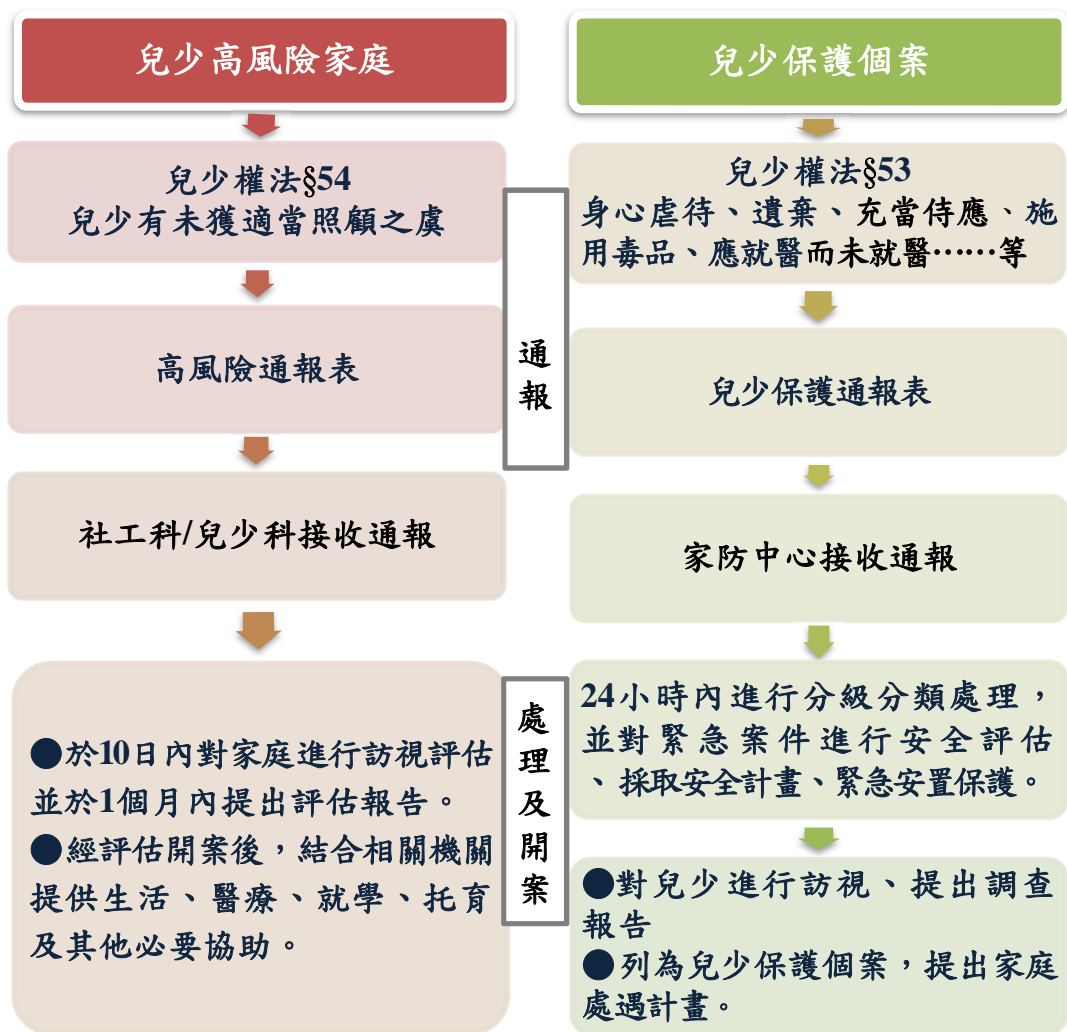 兒少高風險家庭
兒少權法§54
兒少有未獲適當照顧之虞
高風險通報表
社工科/兒少科接收通報
●於10日內對家庭進行訪視評估
並於1個月內提出評估報告。
●經評估開案後，結合相關機關
提供生活、醫療、就學、托育
及其他必要協助。
通
報
處
理
及
開
案
兒少保護個案
兒少權法§53
身心虐待、遺棄、充當侍應、施
用毒品、應就醫而未就醫……等
兒少保護通報表
家防中心接收通報
24小時內進行分級分類處理，
並對緊急案件進行安全評估
、採取安全計畫、緊急安置保護。
●對兒少進行訪視、提出調查
報告
●列為兒少保護個案，提出家庭
處遇計畫。